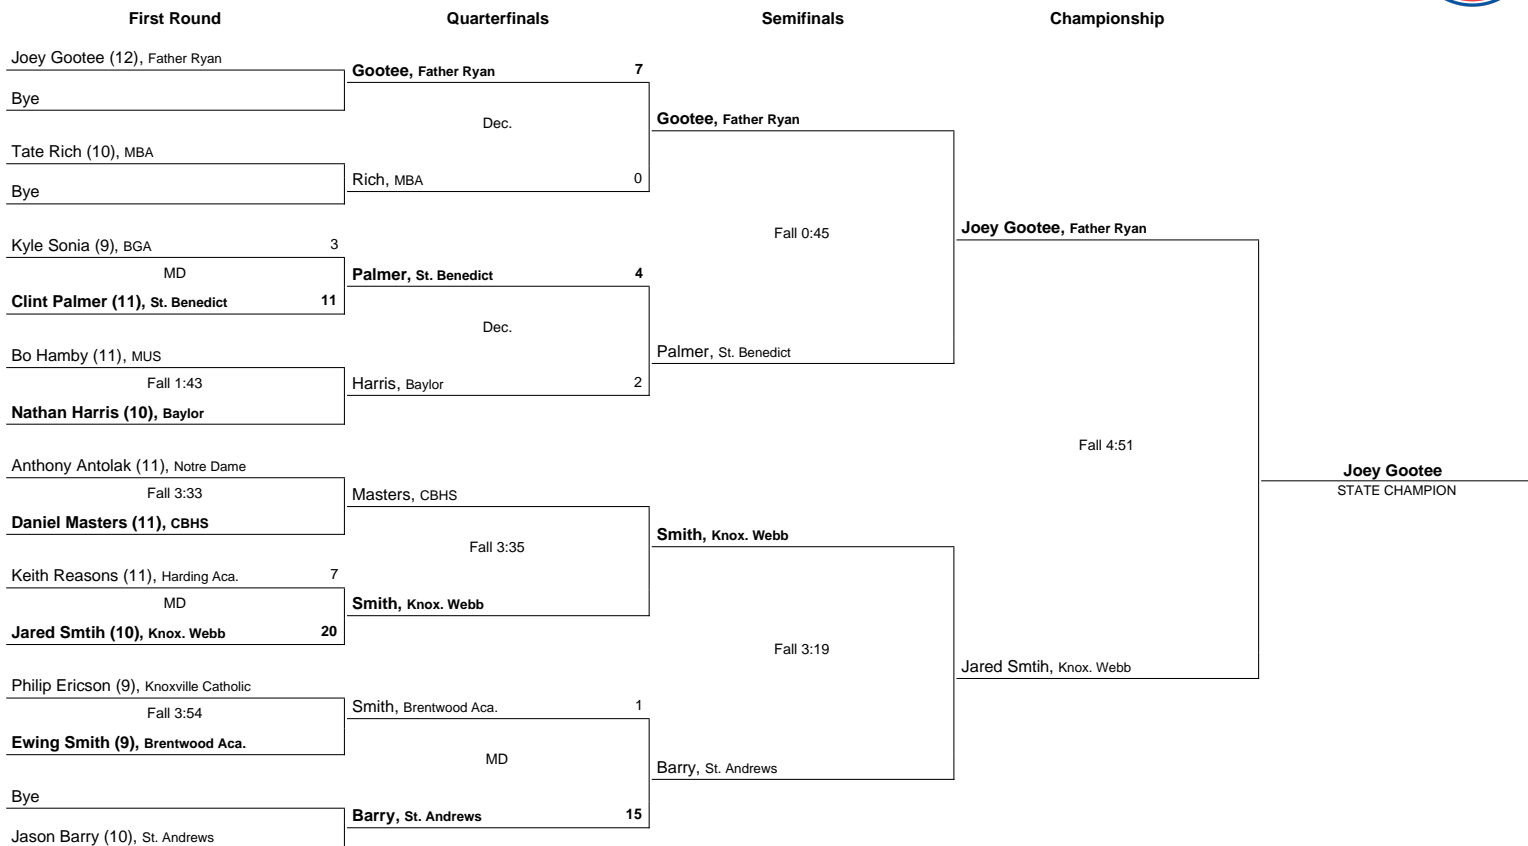 First Round Quarterfinals Semifinals Championship
Joey Gootee (12), Father Ryan
Gootee, Father Ryan 7
Bye
Dec.
Gootee, Father Ryan
Tate Rich (10), MBA
Rich, MBA 0
Bye
Kyle Sonia (9), BGA 3
Fall 0:45
Joey Gootee, Father Ryan
MD
Palmer, St. Benedict 4
Clint Palmer (11), St. Benedict 11
Dec.
Bo Hamby (11), MUS
Palmer, St. Benedict
Fall 1:43
Harris, Baylor 2
Nathan Harris (10), Baylor
Fall 4:51
Anthony Antolak (11), Notre Dame
Joey Gootee
STATE CHAMPION
Fall 3:33
Masters, CBHS
Daniel Masters (11), CBHS
Smith, Knox. Webb
Fall 3:35
Keith Reasons (11), Harding Aca. 7
MD
Smith, Knox. Webb
Jared Smtih (10), Knox. Webb 20
Fall 3:19
Jared Smtih, Knox. Webb
Philip Ericson (9), Knoxville Catholic
Fall 3:54
Smith, Brentwood Aca. 1
Ewing Smith (9), Brentwood Aca.
MD
Barry, St. Andrews
Bye
Barry, St. Andrews 15
Jason Barry (10), St. Andrews